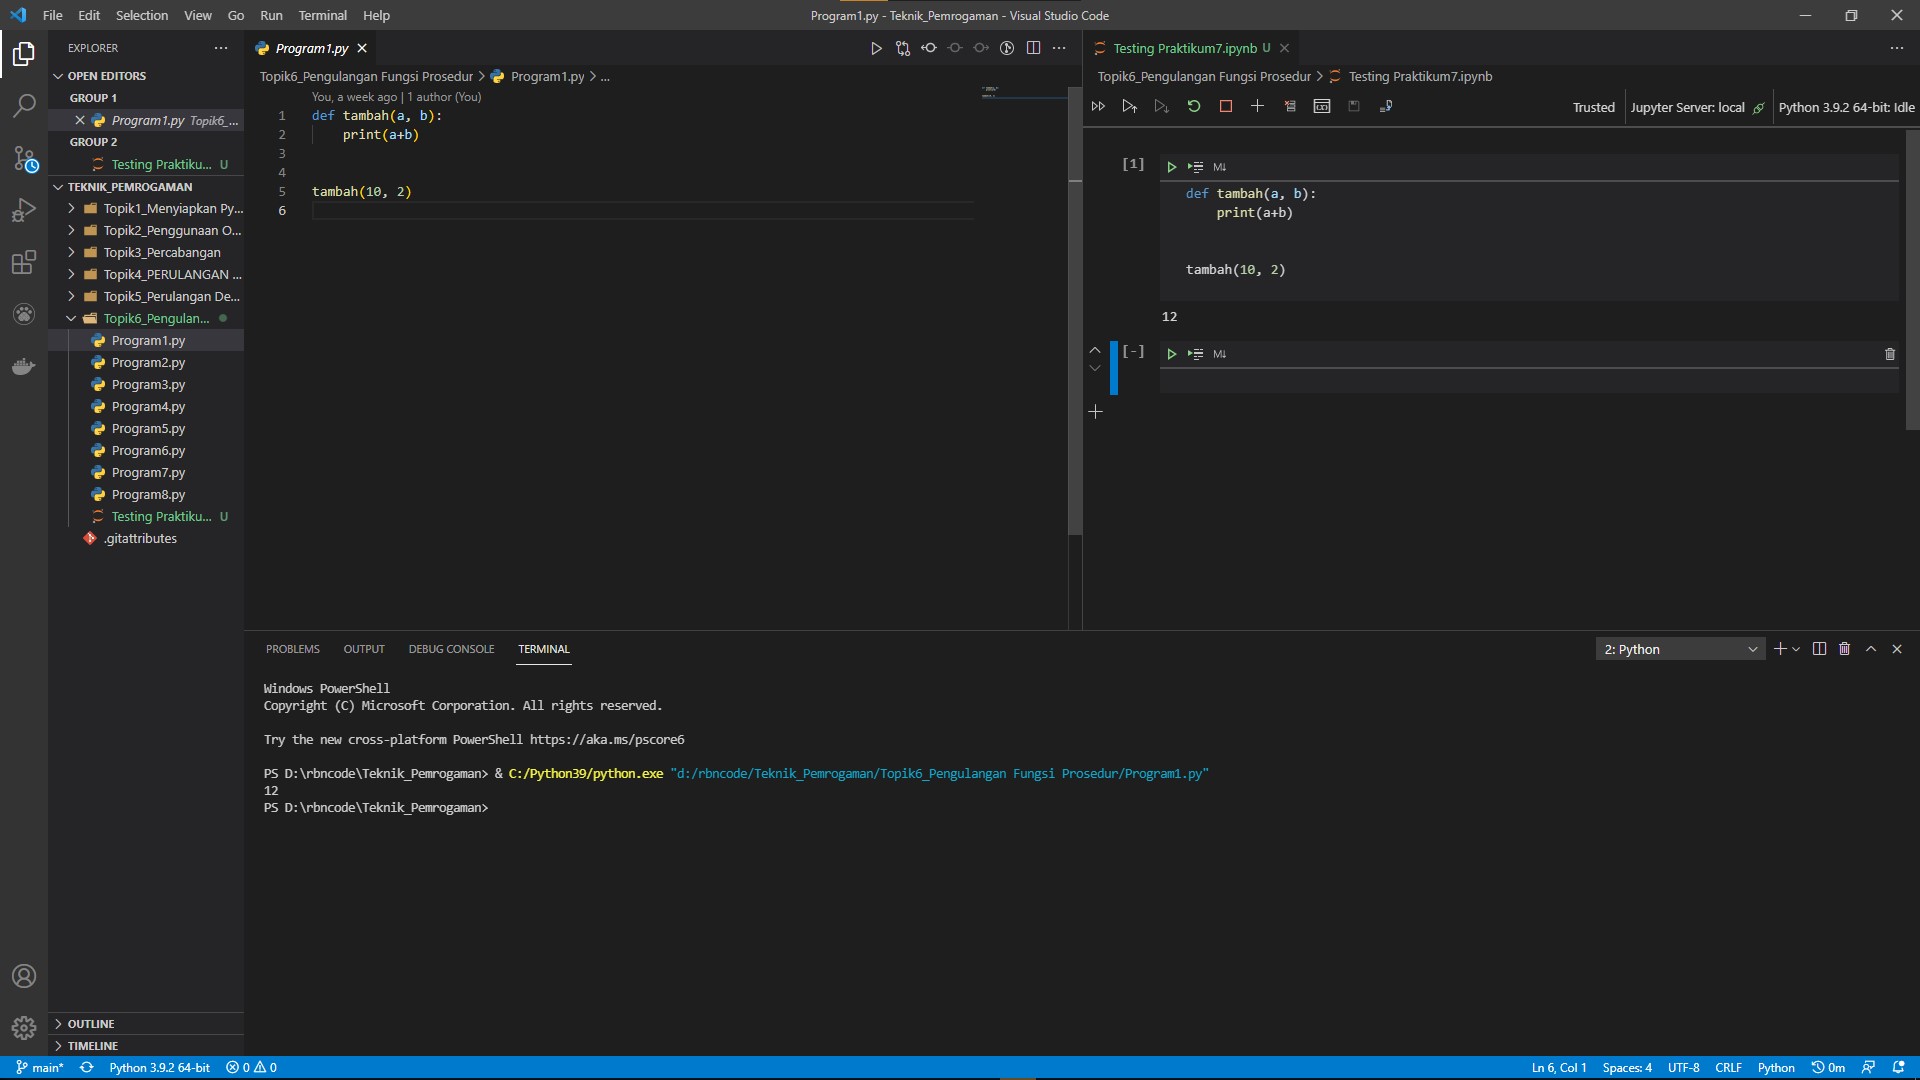 File Edit Selection View Go Run Terminal Help
Program1.py - Teknik_Pemrogaman - Visual Studio Code
EXPLORER
OPEN EDITORS
GROUP 1
Program1.py Topik6_...
GROUP 2
Testing Praktiku... U
TEKNIK_PEMROGAMAN
Topik1_Menyiapkan Py...
Topik2_Penggunaan O...
Topik3_Percabangan
Topik4_PERULANGAN ...
Topik5_Perulangan De...
Topik6_Pengulan...
Program1.py
Program2.py
Program3.py
Program4.py
Program5.py
Program6.py
Program7.py
Program8.py
Testing Praktiku... U
.gitattributes
OUTLINE
TIMELINE
Program1.py
Topik6_Pengulangan Fungsi Prosedur > Program1.py > ...
You, a week ago | 1 author (You)
1 def tambah(a, b):
2 print(a+b)
3
4
5 tambah(10, 2)
6
Testing Praktikum7.ipynb U
Topik6_Pengulangan Fungsi Prosedur > Testing Praktikum7.ipynb
Trusted Jupyter Server: local Python 3.9.2 64-bit: Idle
[1] M↓
def tambah(a, b):
print(a+b)
tambah(10, 2)
12
[-] M↓
PROBLEMS OUTPUT DEBUG CONSOLE TERMINAL
2: Python
Windows PowerShell
Copyright (C) Microsoft Corporation. All rights reserved.
Try the new cross-platform PowerShell https://aka.ms/pscore6
PS D:\rbncode\Teknik_Pemrogaman> & C:/Python39/python.exe "d:/rbncode/Teknik_Pemrogaman/Topik6_Pengulangan Fungsi Prosedur/Program1.py"
12
PS D:\rbncode\Teknik_Pemrogaman>
main* Python 3.9.2 64-bit 0 0
Ln 6, Col 1 Spaces: 4 UTF-8 CRLF Python 0m